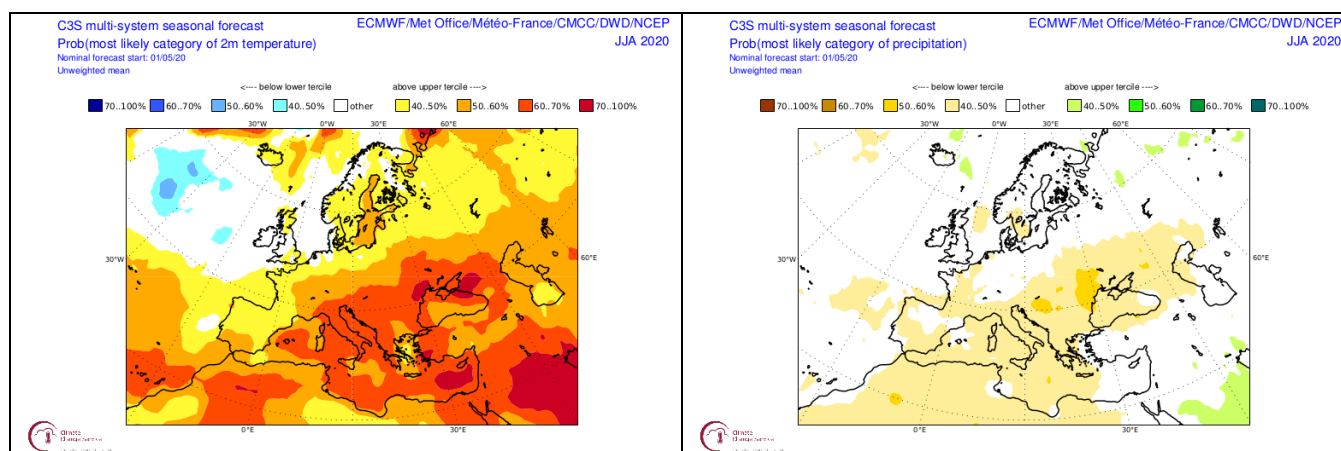 C3S multi-system seasonal forecast
ECMWF/Met Office/Météo-France/CMCC/DWD/NCEP
Prob(most likely category of 2m temperature)
JJA 2020
Nominal forecast start: 01/05/20
Unweighted mean
<---- below lower tercile
above upper tercile ---->
70..100% 60..70% 50..60% 40..50% other 40..50% 50..60% 60..70% 70..100%
30°W 0°W 30°E 60°E
30°W
60°E
0°E 30°E
Climate
Change Service
C3S multi-system seasonal forecast
ECMWF/Met Office/Météo-France/CMCC/DWD/NCEP
Prob(most likely category of precipitation)
JJA 2020
Nominal forecast start: 01/05/20
Unweighted mean
<---- below lower tercile
above upper tercile ---->
70..100% 60..70% 50..60% 40..50% other 40..50% 50..60% 60..70% 70..100%
30°W 0°W 30°E 60°E
30°W
60°E
0°E 30°E
Climate
Change Service